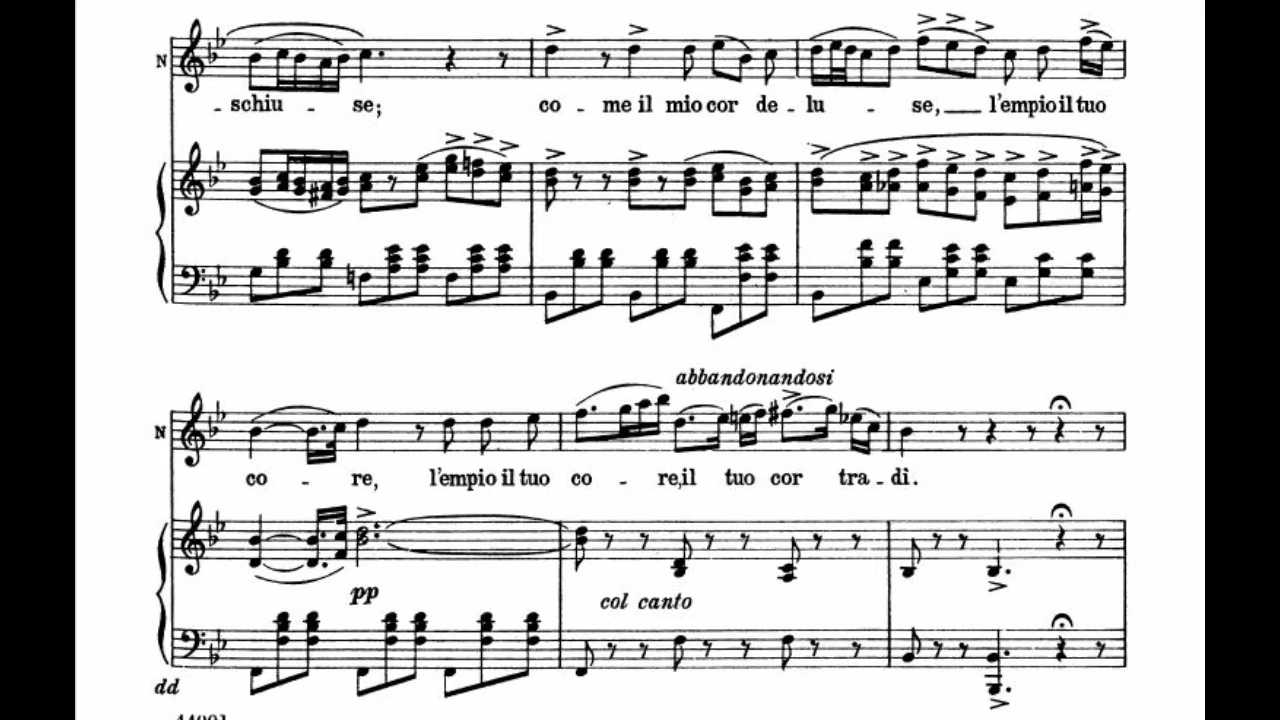 N
- schiu - se; co - me il mio cor de - lu - se, l'empio il tuo
abbandonandosi
N
co - re, l'empio il tuo co - re, il tuo cor tra - dì.
pp
col canto
dd